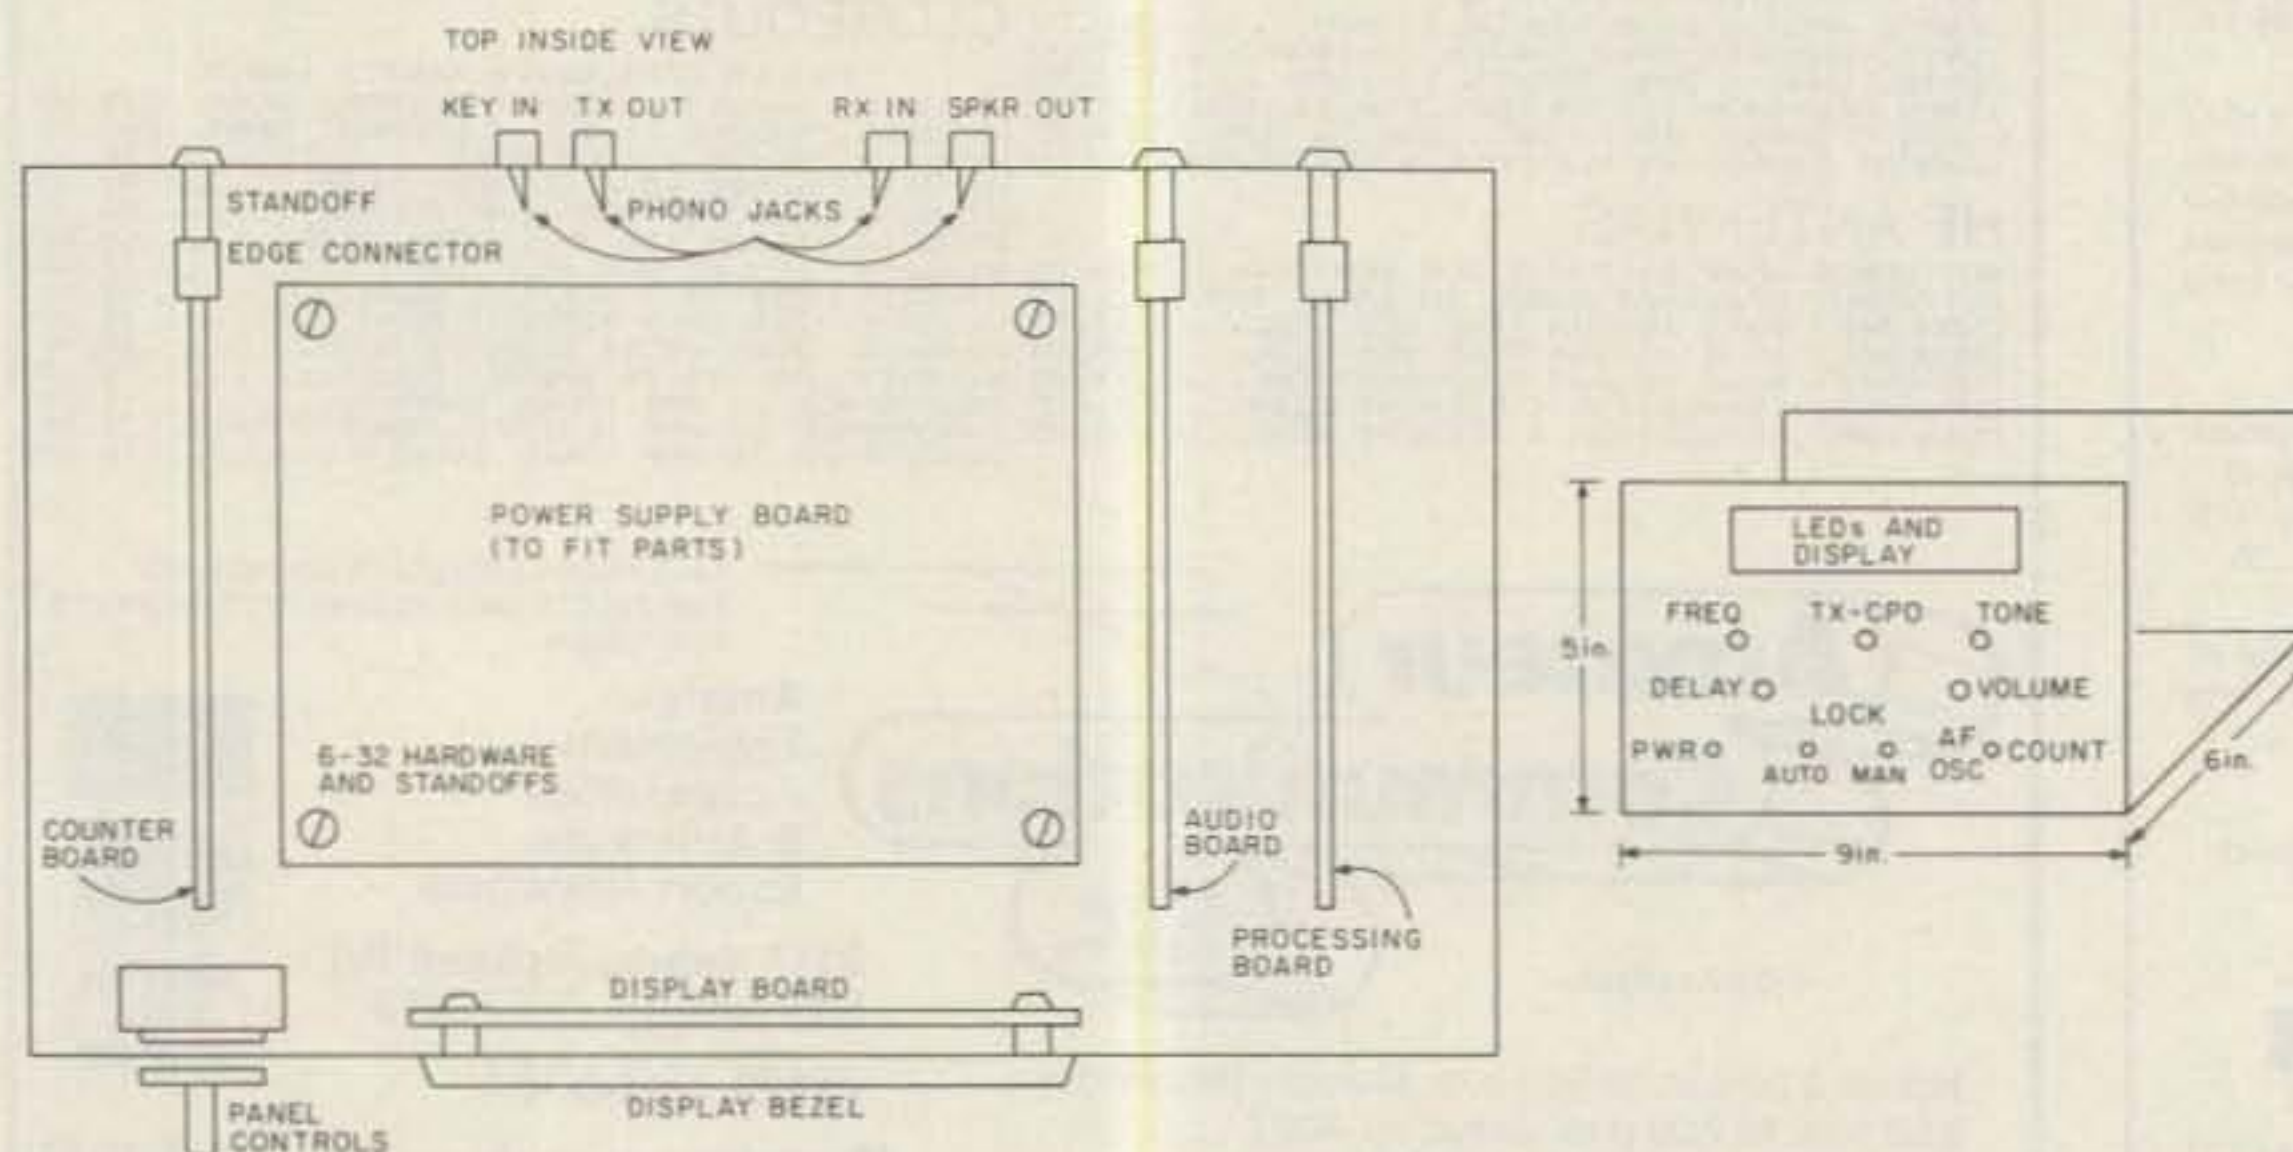 TOP INSIDE VIEW
KEY IN TX OUT RX IN SPKR OUT
STANDOFF
PHONO JACKS
EDGE CONNECTOR
POWER SUPPLY BOARD
(TO FIT PARTS)
6-32 HARDWARE
AND STANDOFFS
COUNTER
BOARD
AUDIO
BOARD
PROCESSING
BOARD
DISPLAY BOARD
DISPLAY BEZEL
PANEL
CONTROLS
LEDs AND
DISPLAY
FREQ TX-CPO TONE
5in.
DELAY VOLUME
LOCK
PWR AF COUNT
AUTO MAN OSC
6in.
9in.